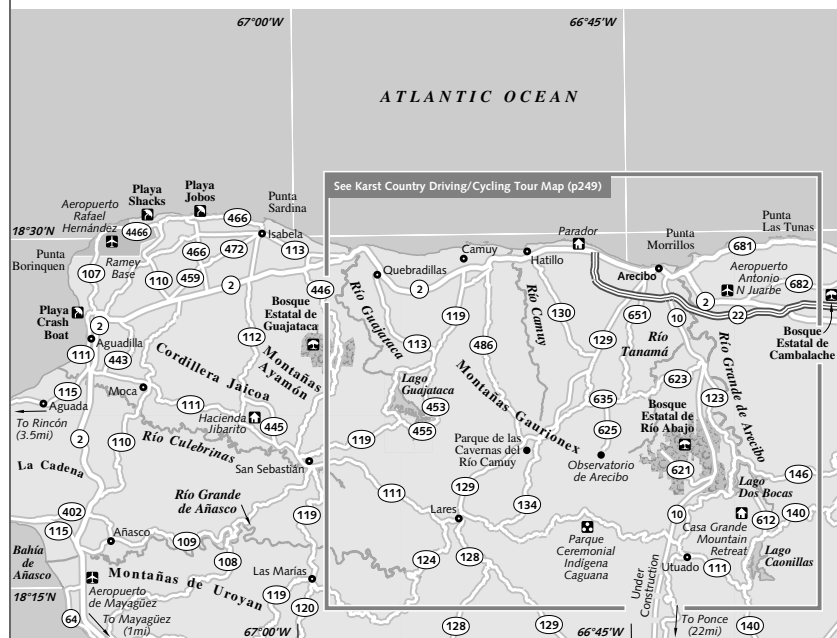 67°00'W
66°45'W
ATLANTIC OCEAN
See Karst Country Driving/Cycling Tour Map (p249)
Playa
Shacks
Playa
Jobos
Aeropuerto
Rafael
Hernández
Punta
Sardina
466
Isabela
18°30'N
4466
466
472
113
Punta
Borinquen
Ramey
Base
107
110
459
2
446
Parador
Camuy
Hatillo
Quebradillas
2
Punta
Morrillos
Arecibo
681
Punta
Las Tunas
Aeropuerto
Antonio
N Juarbe
682
2
22
10
651
Bosque
Estatal de
Cambalache
Playa
Crash
Boat
2
Aguadilla
111
443
Bosque
Estatal de
Guajataca
112
Cordillera Jaicoa
Montañas
Ayamón
Río Guajataca
113
119
486
Río Camuy
130
129
Río
Tanamá
Río Grande de Arecibo
623
123
Lago
Guajataca
453
455
Montañas Gaurionex
635
625
Bosque
Estatal de
Río Abajo
621
115
Aguada
To Rincón
(3.5mi)
Moca
111
Hacienda
Jibarito
445
119
Parque de las
Cavernas del
Río Camuy
Observatorio
de Arecibo
2
110
Río Culebrinas
San Sebastián
La Cadena
Río Grande
de Añasco
111
129
134
146
Lago
Dos Bocas
402
115
Añasco
109
119
Lares
10
612
140
Casa Grande
Mountain
Retreat
Parque
Ceremonial
Indígena
Caguana
Bahía
de
Añasco
108
Montañas de Uroyan
Las Marías
124
128
Utuado
111
Lago
Caonillas
18°15'N
Aeropuerto
de Mayagüez
119
120
Under
Construction
64
To Mayagüez
(1mi)
67°00'W
128
129
66°45'W
To Ponce
(22mi)
140